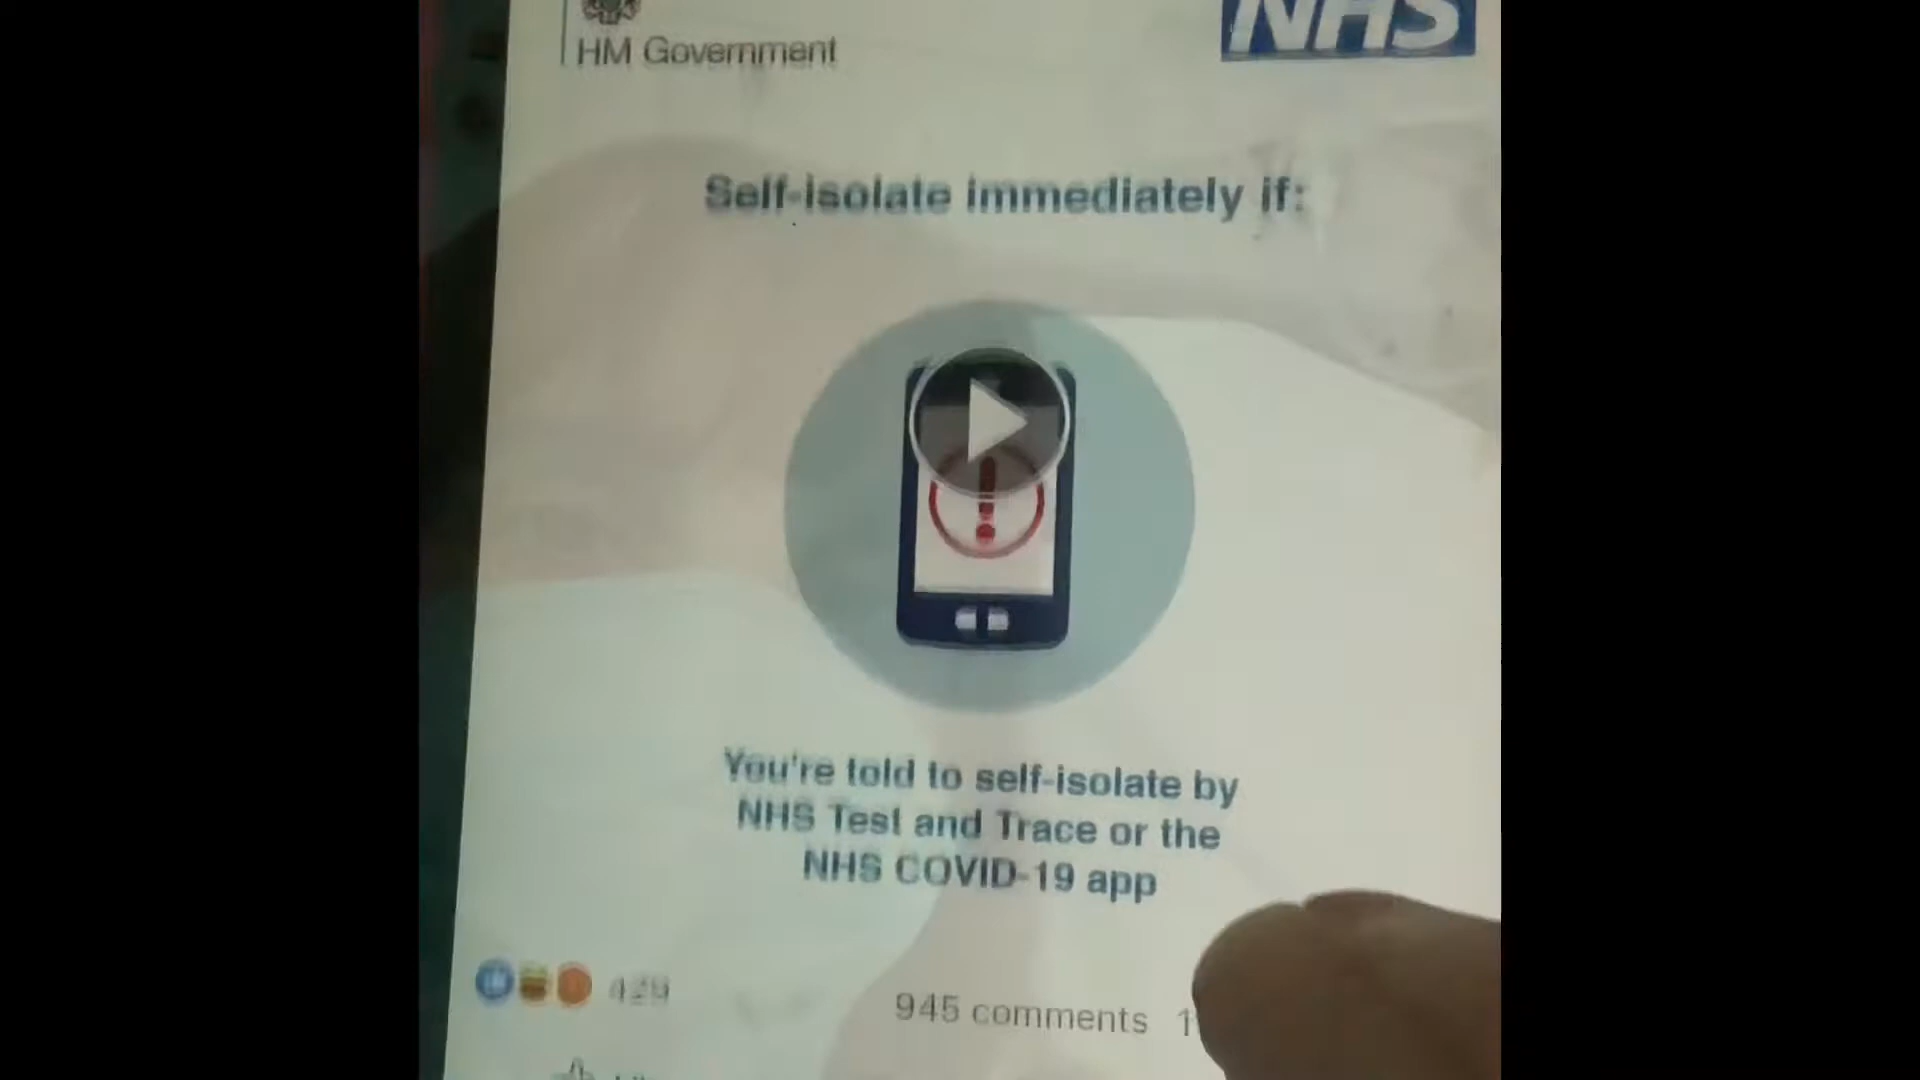 HM Government
NHS
Self-isolate immediately if:
You're told to self-isolate by
NHS Test and Trace or the
NHS COVID-19 app
429
945 comments